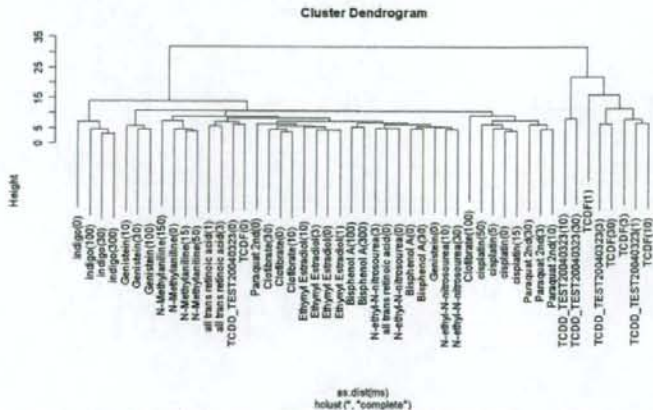 Cluster Dendrogram
Height
35
25
15
5
0
Indigo(0)
Indigo(100)
indigo(30)
indigo(300)
Genistein(10)
Genistein(30)
Genistein(100)
N-Methylaniline(150)
N-Methylaniline(0)
N-Methylaniline(15)
N-Methylaniline(50)
all trans retinoic acid(1)
all trans retinoic acid(3)
TCDD_TEST20040323(0)
TCDF(0)
Paraquat 2nd(0)
Clofibrate(30)
Clofibrate(0)
Clofibrate(10)
Ethynyl Estradiol(10)
Ethynyl Estradiol(3)
Ethynyl Estradiol(0)
Ethynyl Estradiol(1)
Bisphenol A(100)
Bisphenol A(300)
N-ethyl-N-nitrosourea(3)
all trans retinoic acid(0)
N-ethyl-N-nitrosourea(0)
Bisphenol A(0)
Bisphenol A(30)
Genis(0)
N-ethyl-N-nitrosourea(10)
N-ethyl-N-nitrosourea(30)
Clofibrate(100)
cisplatin(50)
cisplatin(5)
cisplatin(0)
cisplatin(15)
Paraquat 2nd(30)
Paraquat 2nd(3)
Paraquat 2nd(10)
TCDD_TEST20040323(10)
TCDD_TEST20040323(30)
TCDF(1)
TCDD_TEST20040323(3)
TCDF(30)
TCDF(3)
TCDD_TEST20040323(1)
TCDF(10)
as.dist(ms)
hclust (*, "complete")